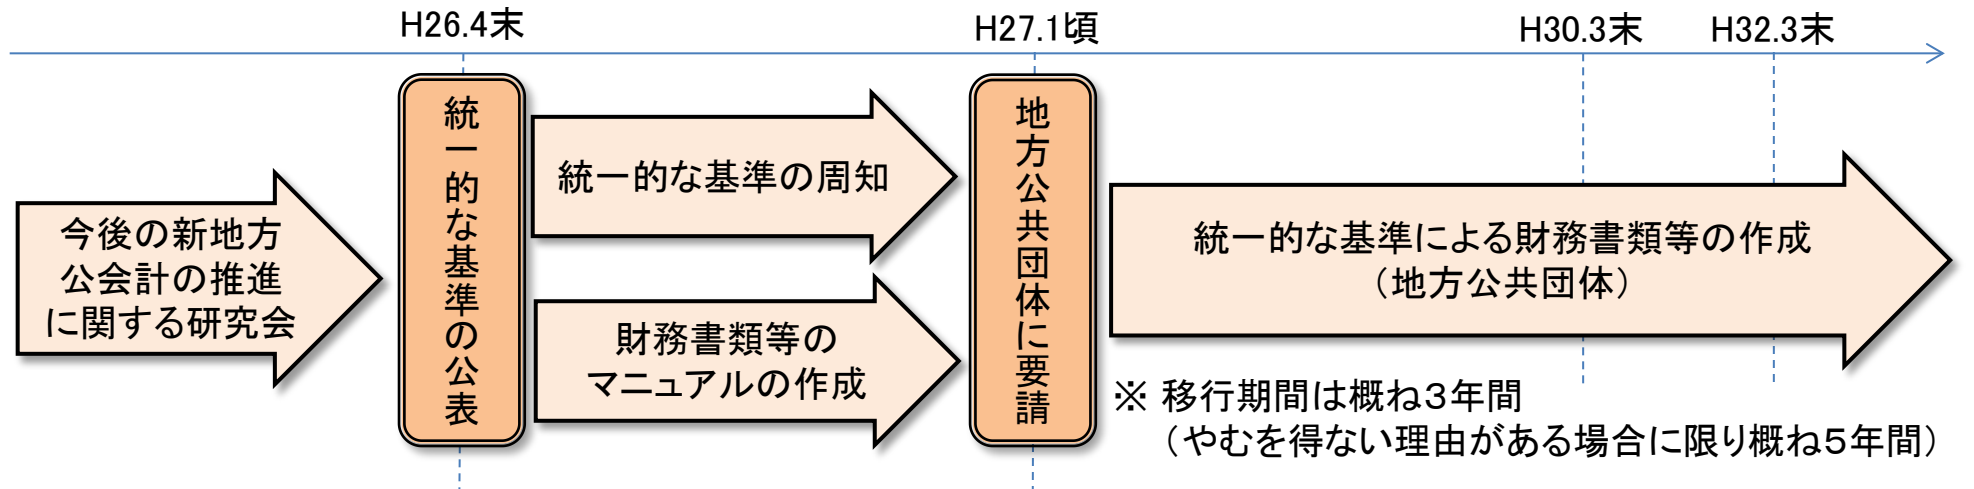 H26.4末
H27.1頃
H30.3末
H32.3末
今後の新地方
公会計の推進
に関する研究会
統一的な基準の公表
統一的な基準の周知
財務書類等の
マニュアルの作成
地方公共団体に要請
統一的な基準による財務書類等の作成
（地方公共団体）
※ 移行期間は概ね３年間
（やむを得ない理由がある場合に限り概ね５年間）